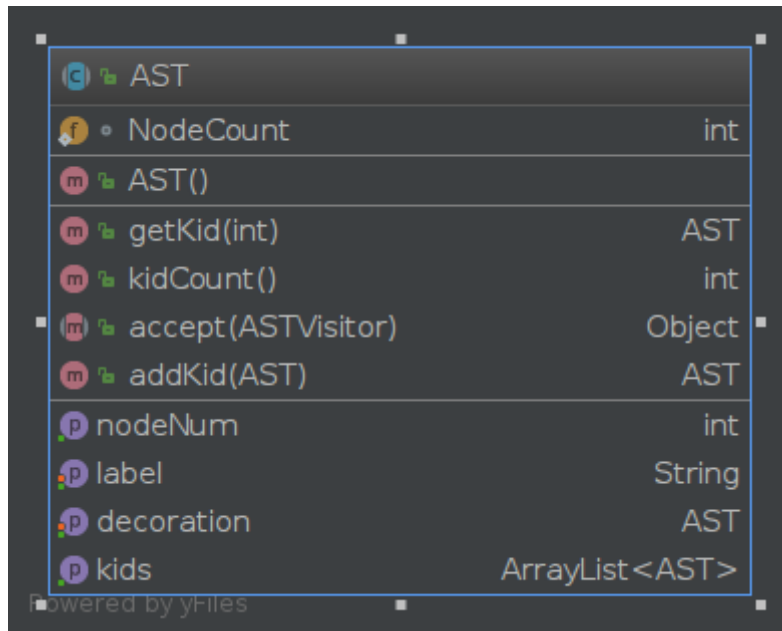 AST
NodeCount int
AST()
getKid(int) AST
kidCount() int
accept(ASTVisitor) Object
addKid(AST) AST
nodeNum int
label String
decoration AST
kids ArrayList<AST>
Powered by yFiles